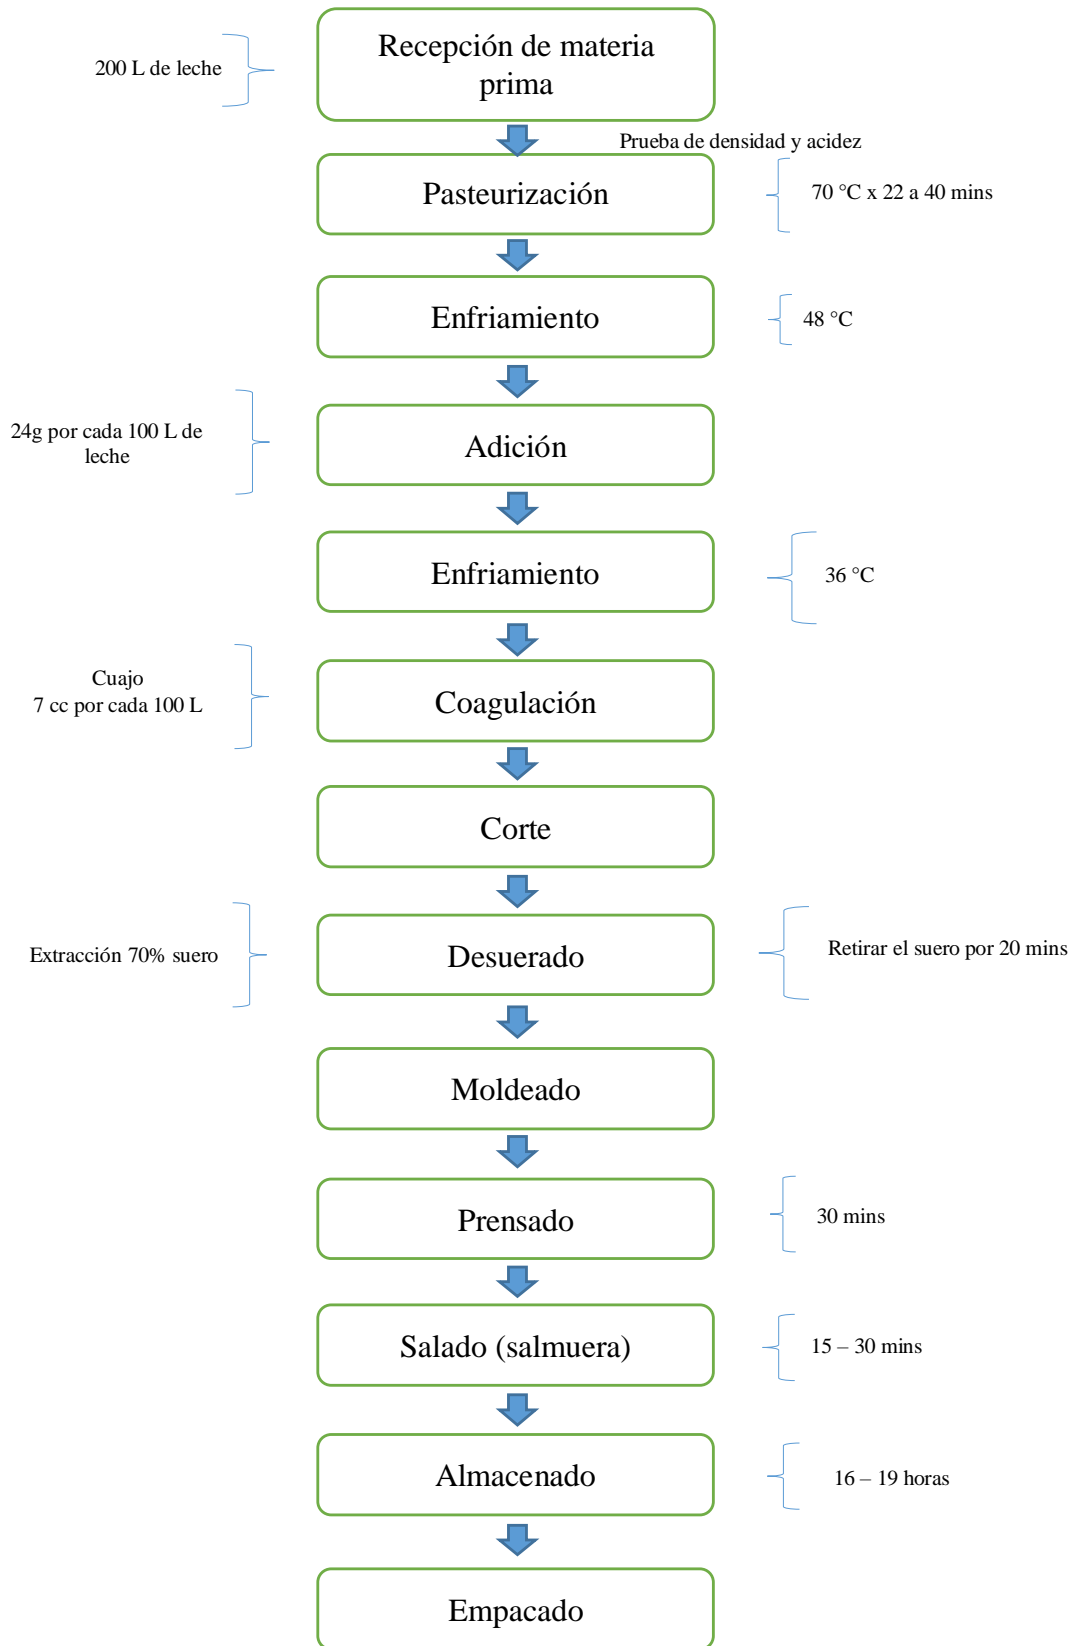 200 L de leche
Recepción de materia
prima
Prueba de densidad y acidez
Pasteurización
70 °C x 22 a 40 mins
Enfriamiento
48 °C
24g por cada 100 L de
leche
Adición
Enfriamiento
36 °C
Cuajo
7 cc por cada 100 L
Coagulación
Corte
Extracción 70% suero
Desuerado
Retirar el suero por 20 mins
Moldeado
Prensado
30 mins
Salado (salmuera)
15 – 30 mins
Almacenado
16 – 19 horas
Empacado